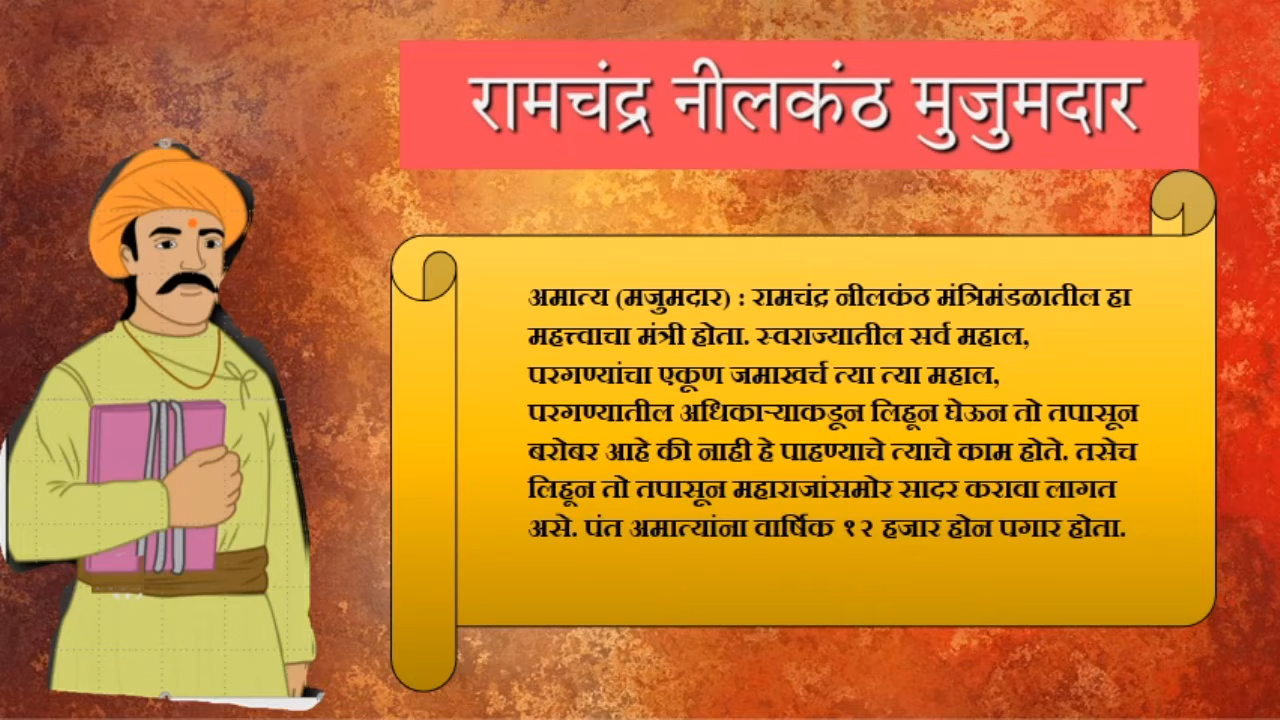 रामचंद्र नीलकंठ मुजुमदार
अमात्य (मजुमदार) : रामचंद्र नीलकंठ मंत्रिमंडळातील हा
महत्त्वाचा मंत्री होता. स्वराज्यातील सर्व महाल,
परगण्यांचा एकूण जमाखर्च त्या त्या महाल,
परगण्यातील अधिकाऱ्याकडून लिहून घेऊन तो तपासून
बरोबर आहे की नाही हे पाहण्याचे त्याचे काम होते. तसेच
लिहून तो तपासून महाराजांसमोर सादर करावा लागत
असे. पंत अमात्यांना वार्षिक १२ हजार होन पगार होता.